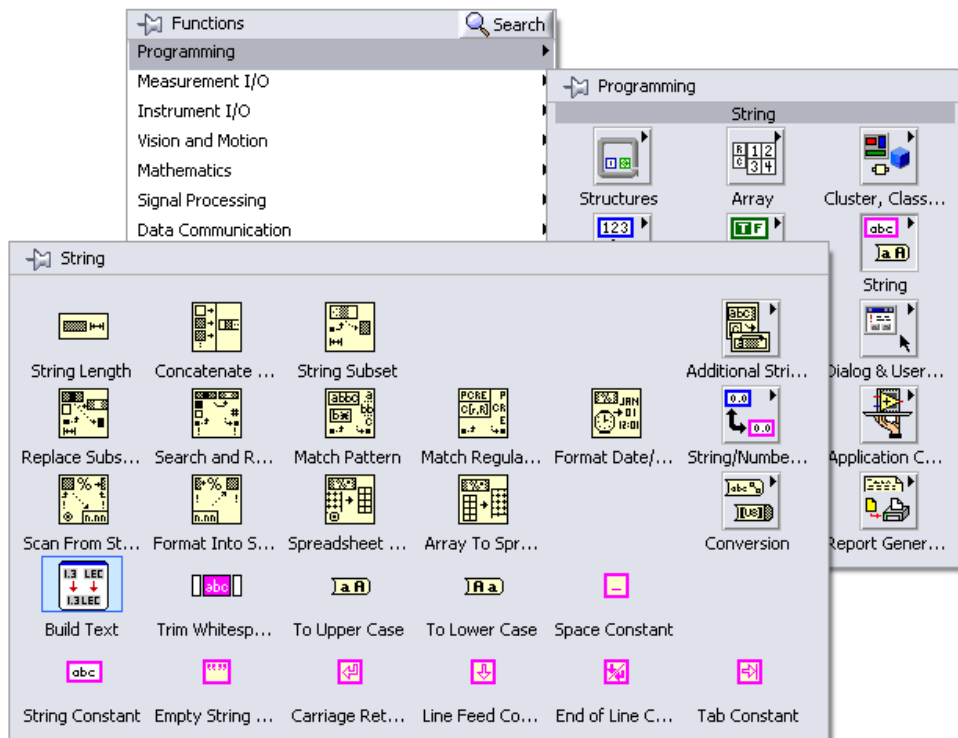 Functions
Search
Programming
Measurement I/O
Instrument I/O
Vision and Motion
Mathematics
Signal Processing
Data Communication
Programming
String
Structures
Array
Cluster, Class...
123
TF
abc
aA
String
Dialog & User...
Application C...
Report Gener...
String
String Length
Concatenate ...
String Subset
Additional Stri...
Replace Subs...
Search and R...
Match Pattern
Match Regula...
Format Date/...
String/Numbe...
Scan From St...
Format Into S...
Spreadsheet ...
Array To Spr...
Conversion
Build Text
Trim Whitesp...
To Upper Case
To Lower Case
Space Constant
String Constant
Empty String ...
Carriage Ret...
Line Feed Co...
End of Line C...
Tab Constant